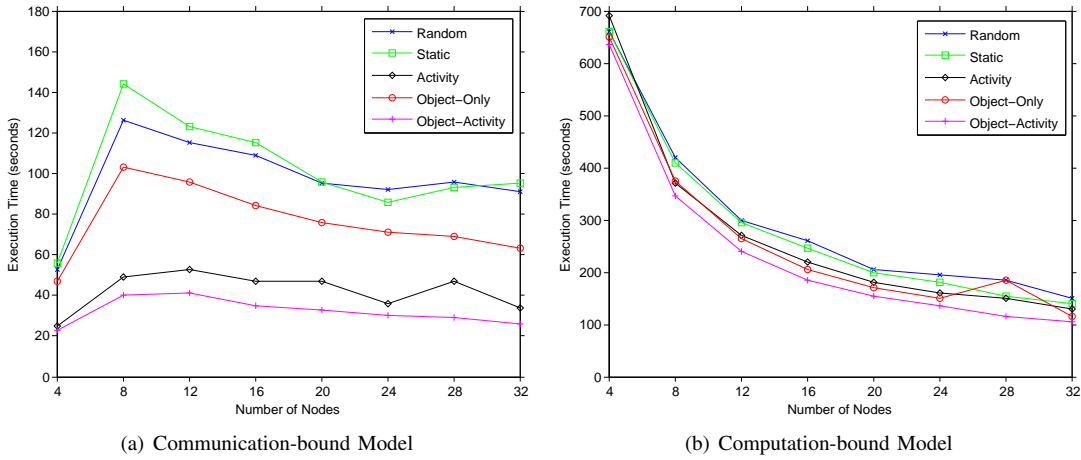 180
160
140
120
100
80
60
40
20
0
Execution Time (seconds)
4 8 12 16 20 24 28 32
Number of Nodes
Random
Static
Activity
Object−Only
Object−Activity
(a) Communication-bound Model
700
600
500
400
300
200
100
0
Execution Time (seconds)
4 8 12 16 20 24 28 32
Number of Nodes
Random
Static
Activity
Object−Only
Object−Activity
(b) Computation-bound Model